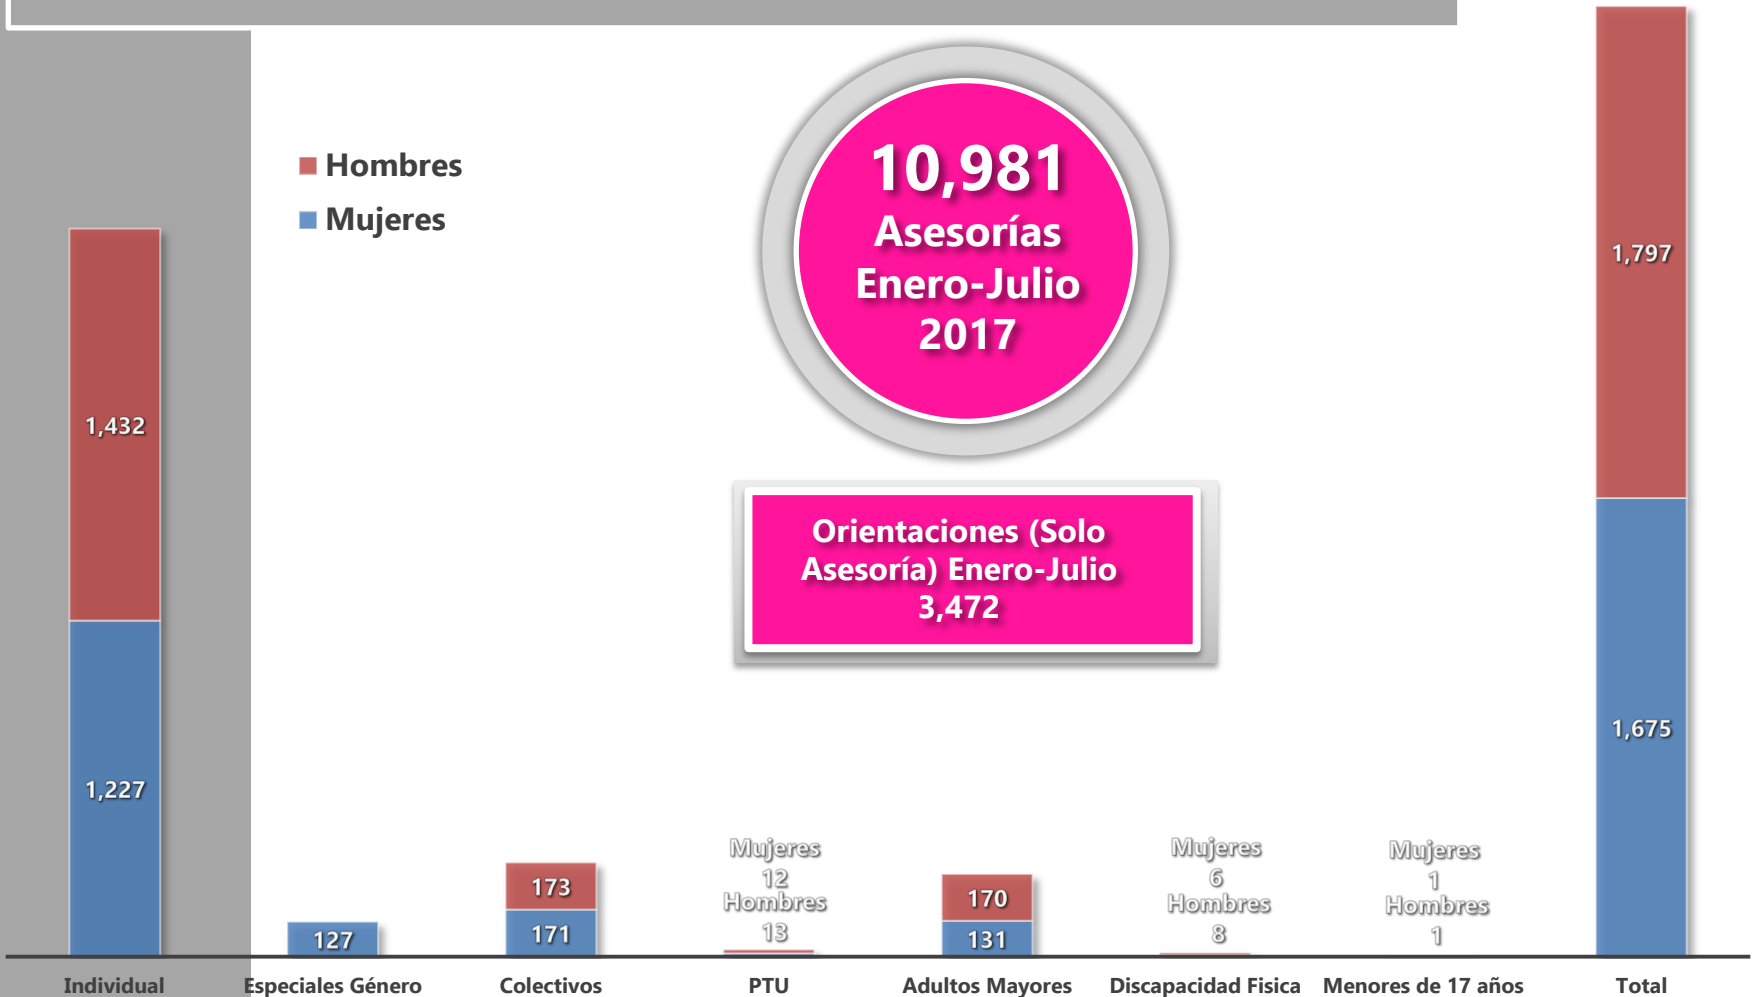 Hombres
Mujeres
10,981
Asesorías
Enero-Julio
2017
Orientaciones (Solo
Asesoría) Enero-Julio
3,472
1,432
1,227
127
173
171
Mujeres
12
Hombres
13
170
131
Mujeres
6
Hombres
8
Mujeres
1
Hombres
1
1,797
1,675
Individual
Especiales Género
Colectivos
PTU
Adultos Mayores
Discapacidad Fisica
Menores de 17 años
Total